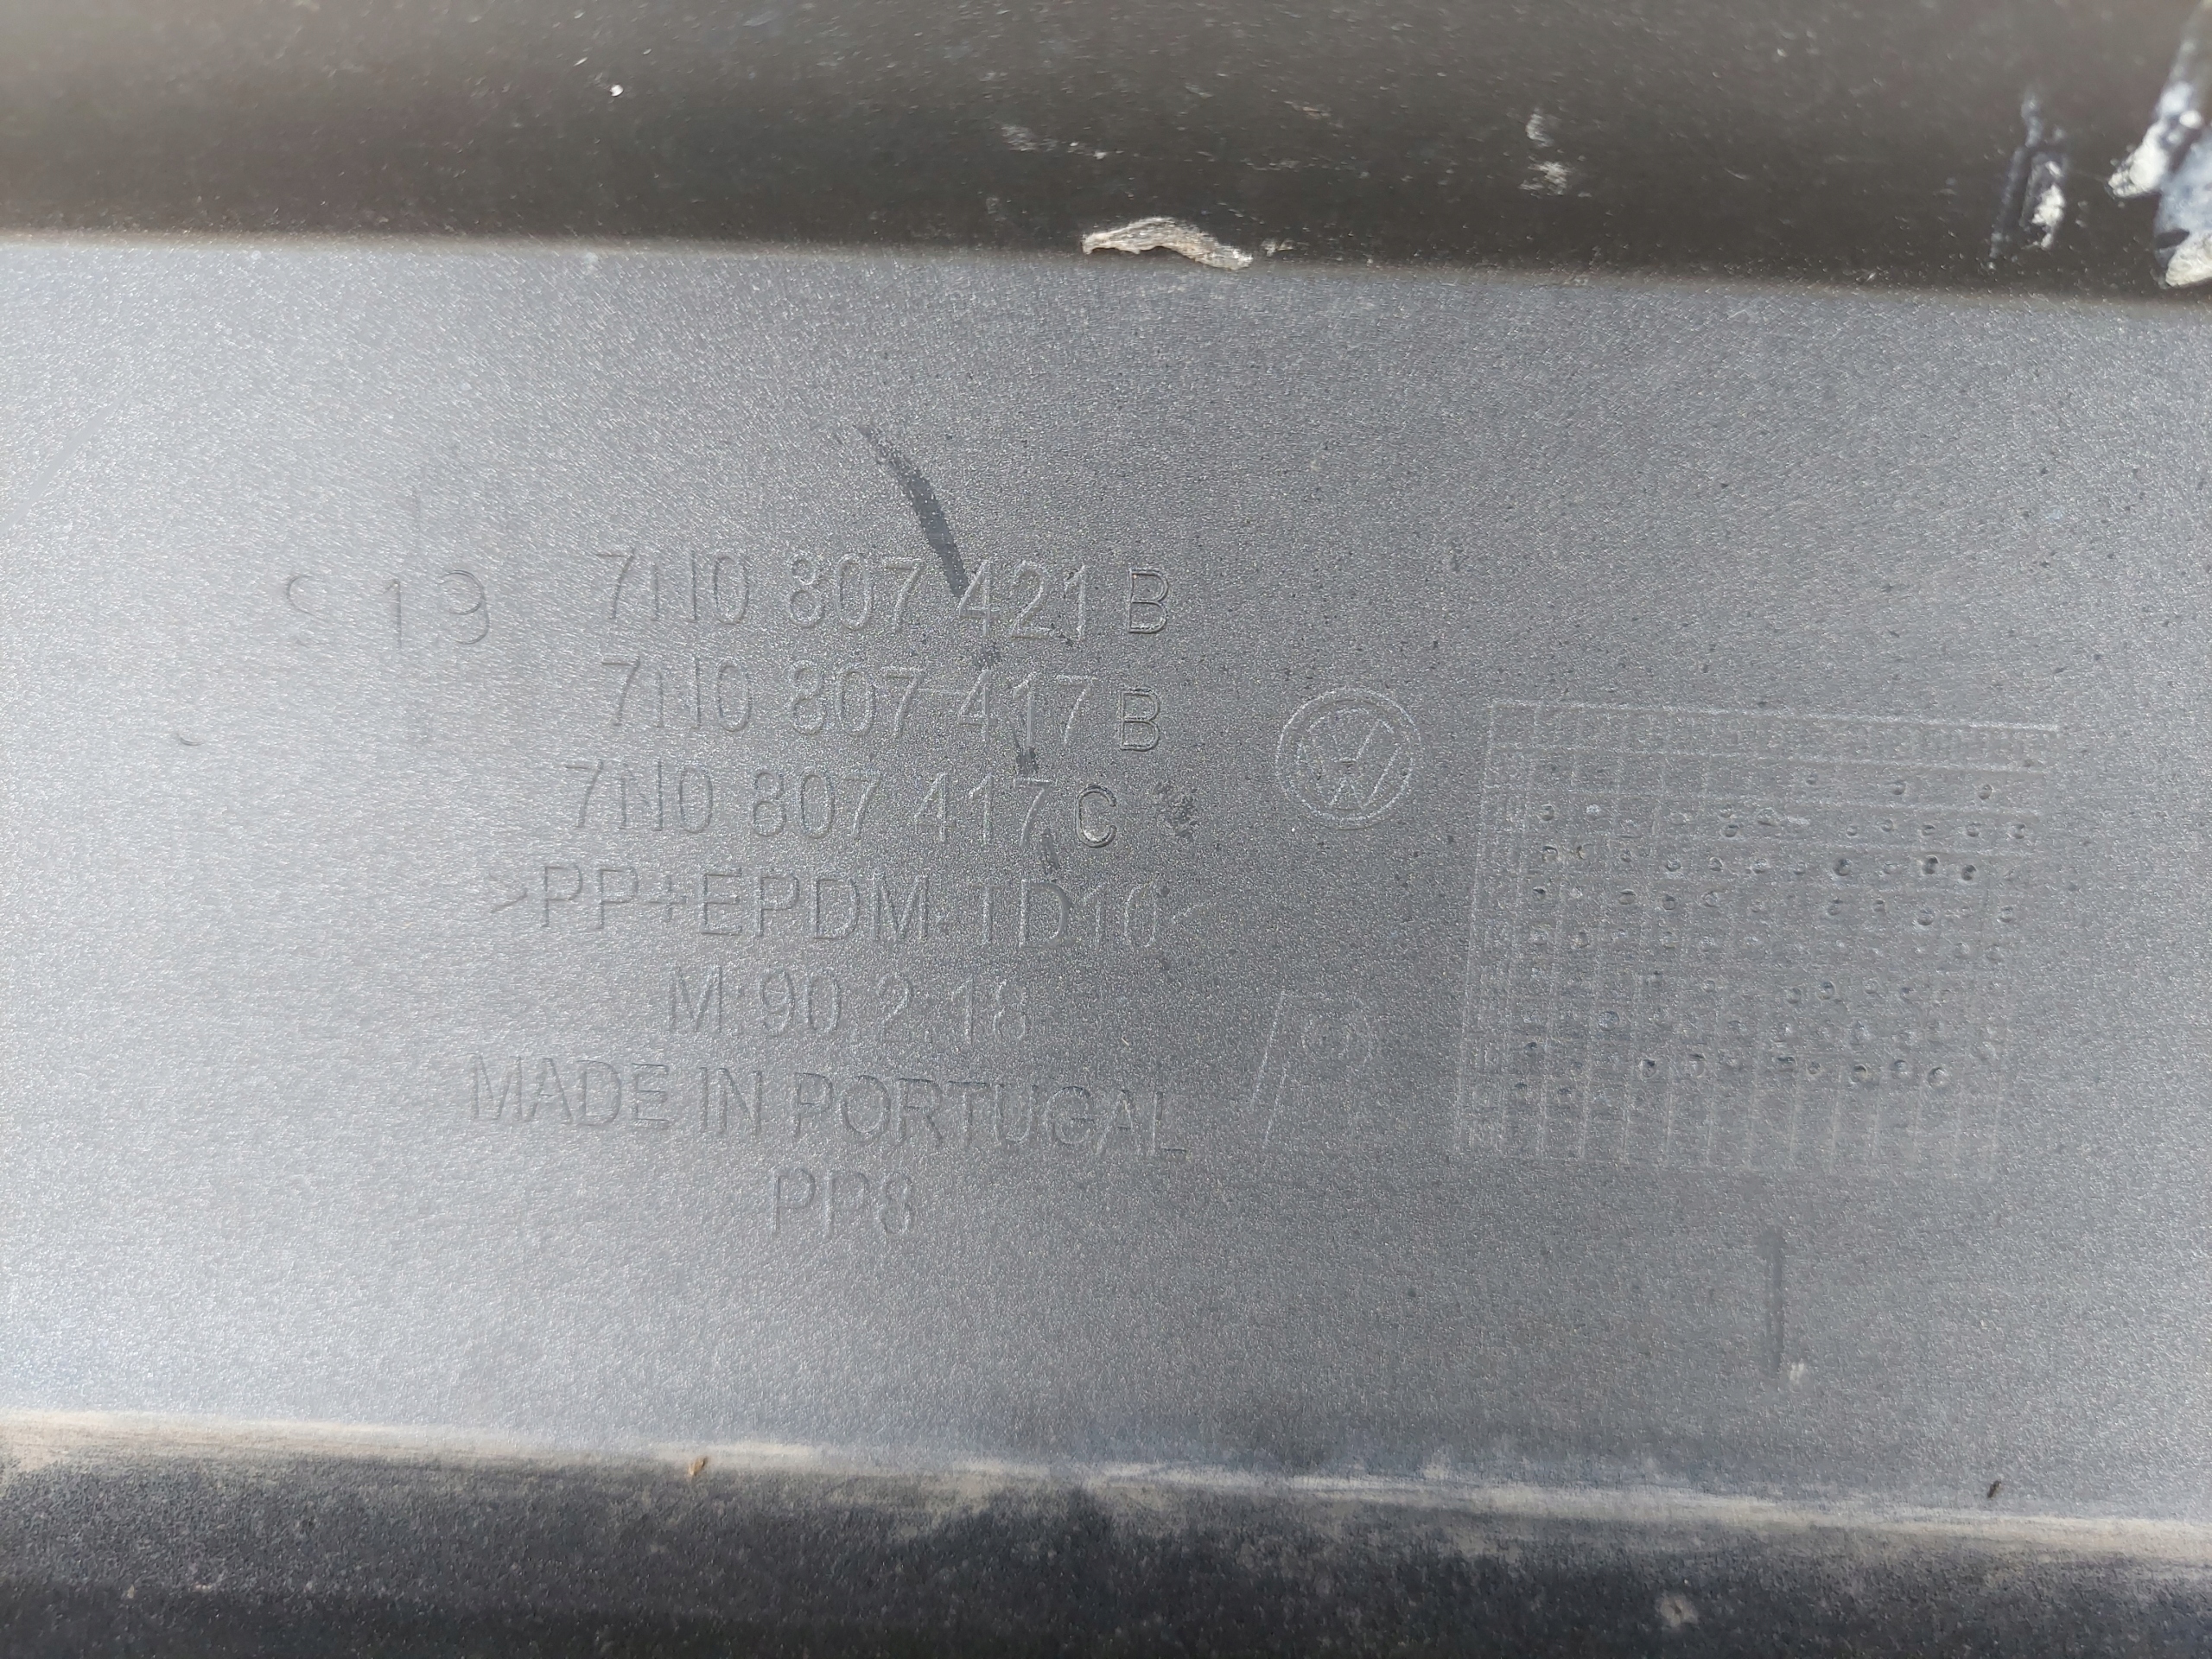 S 19
7N0 807 421 B
7N0 807 417 B
7N0 807 417 C
>PP+EPDM-TD10<
M 90 2.18
MADE IN PORTUGAL
PP8